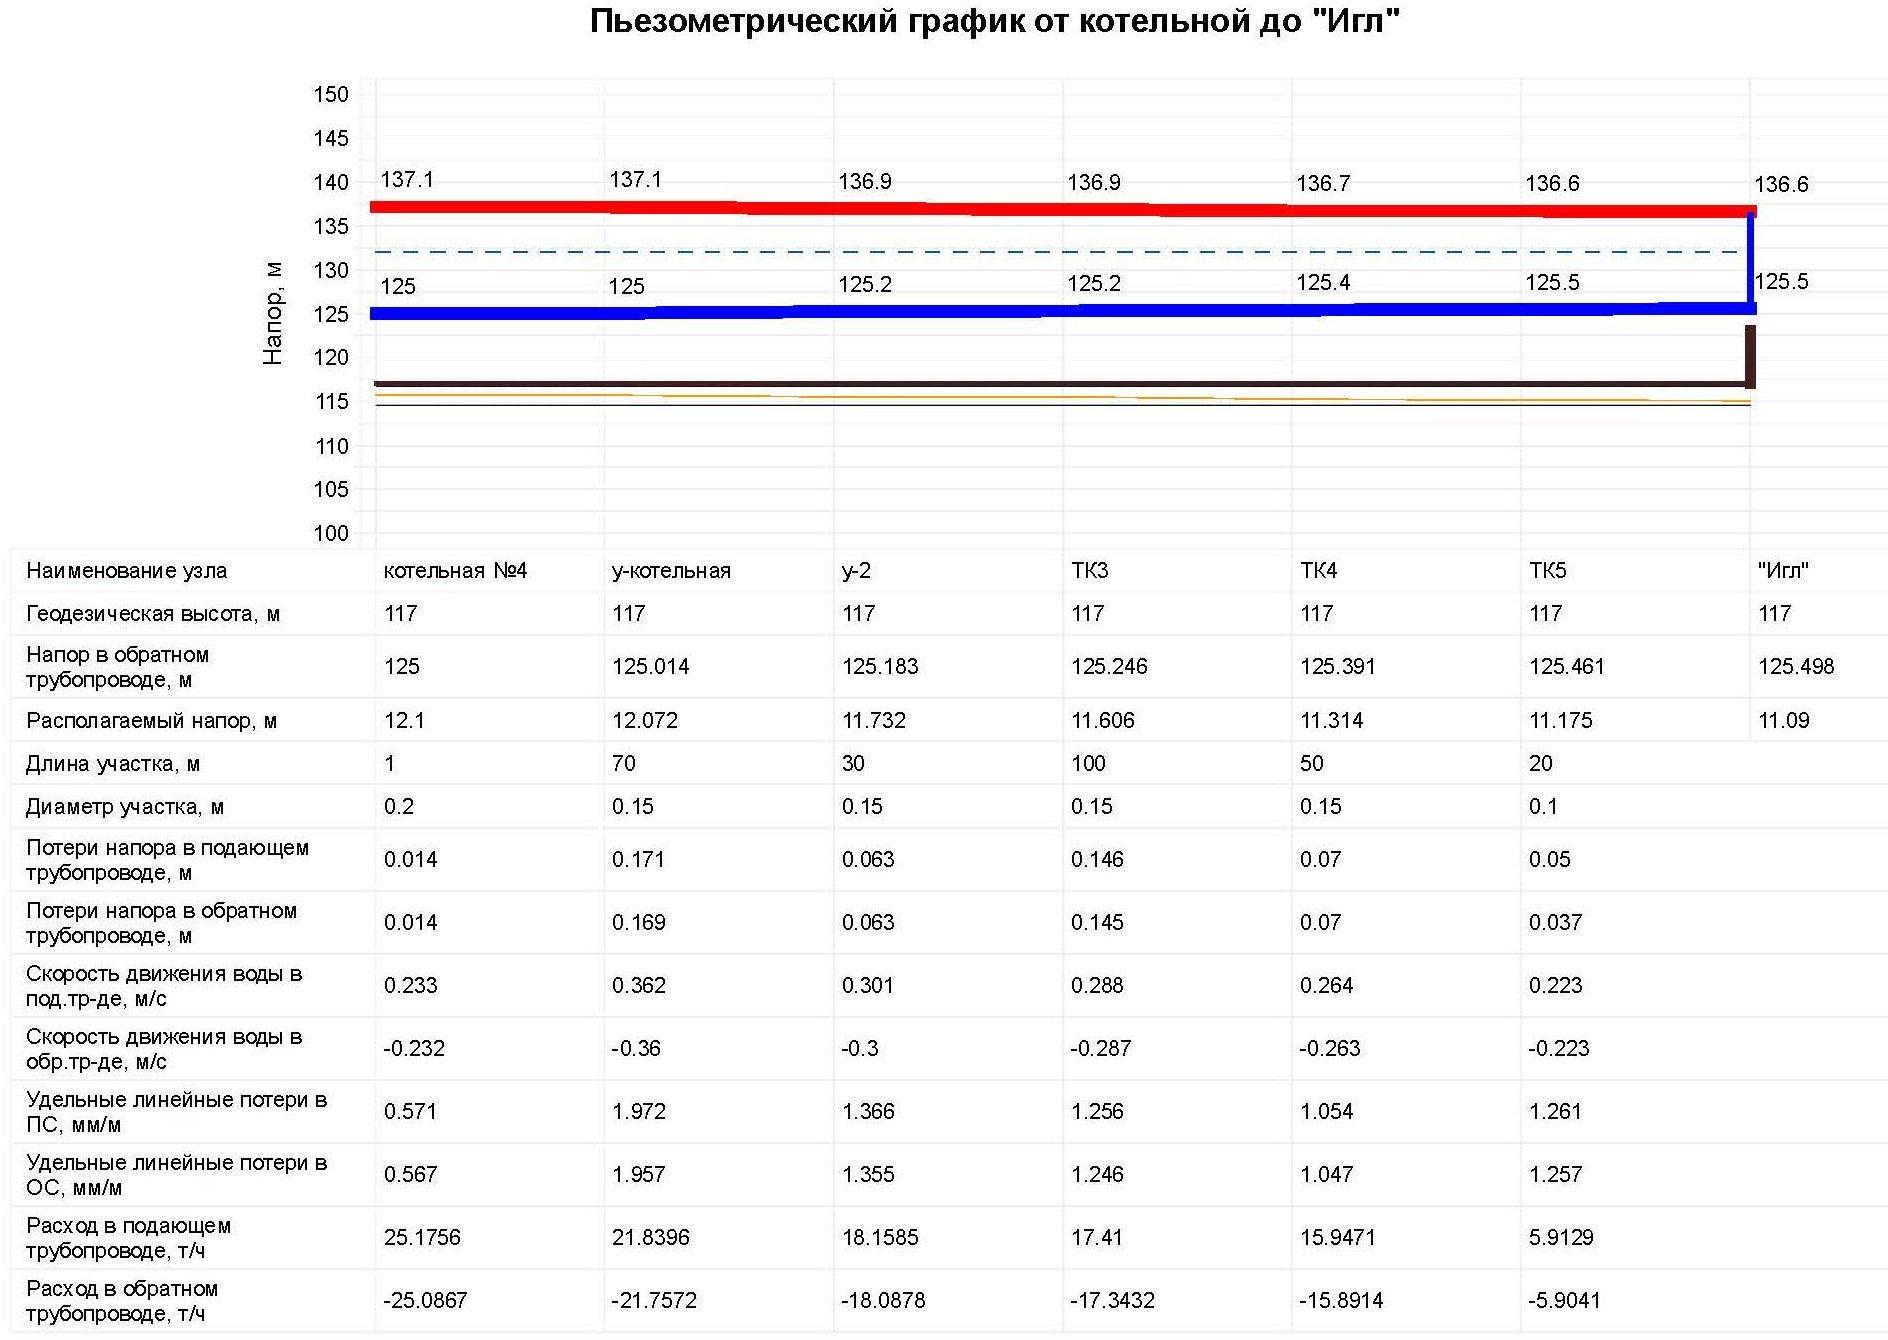 Пьезометрический график от котельной до "Игл"
150
145
140
135
130
125
120
115
110
105
100
Напор, м
137.1 137.1 136.9 136.9 136.7 136.6 136.6
125 125 125.2 125.2 125.4 125.5 125.5
Наименование узла котельная №4 у-котельная у-2 ТК3 ТК4 ТК5 "Игл"
Геодезическая высота, м 117 117 117 117 117 117 117
Напор в обратном
трубопроводе, м 125 125.014 125.183 125.246 125.391 125.461 125.498
Располагаемый напор, м 12.1 12.072 11.732 11.606 11.314 11.175 11.09
Длина участка, м 1 70 30 100 50 20
Диаметр участка, м 0.2 0.15 0.15 0.15 0.15 0.1
Потери напора в подающем
трубопроводе, м 0.014 0.171 0.063 0.146 0.07 0.05
Потери напора в обратном
трубопроводе, м 0.014 0.169 0.063 0.145 0.07 0.037
Скорость движения воды в
под.тр-де, м/с 0.233 0.362 0.301 0.288 0.264 0.223
Скорость движения воды в
обр.тр-де, м/с -0.232 -0.36 -0.3 -0.287 -0.263 -0.223
Удельные линейные потери в
ПС, мм/м 0.571 1.972 1.366 1.256 1.054 1.261
Удельные линейные потери в
ОС, мм/м 0.567 1.957 1.355 1.246 1.047 1.257
Расход в подающем
трубопроводе, т/ч 25.1756 21.8396 18.1585 17.41 15.9471 5.9129
Расход в обратном
трубопроводе, т/ч -25.0867 -21.7572 -18.0878 -17.3432 -15.8914 -5.9041